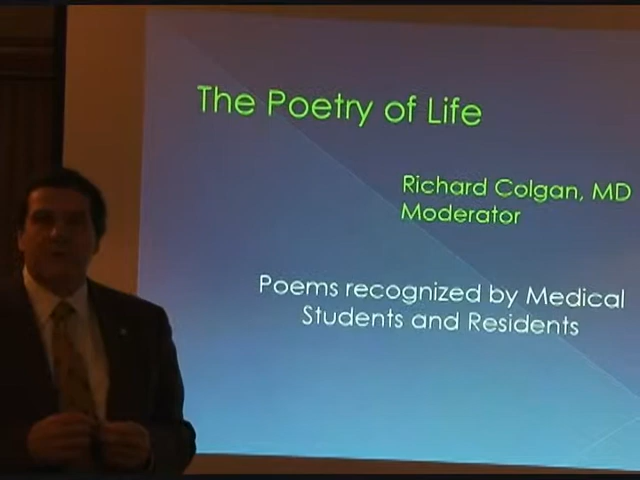 The Poetry of Life
Richard Colgan, MD
Moderator
Poems recognized by Medical
Students and Residents